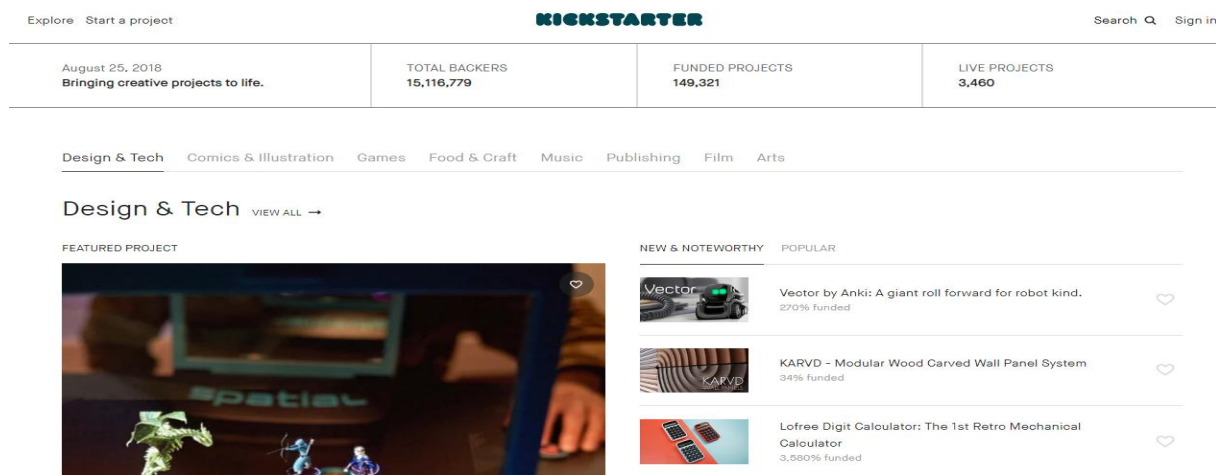 Explore Start a project KICKSTARTER Search Sign in
August 25, 2018 TOTAL BACKERS FUNDED PROJECTS LIVE PROJECTS
Bringing creative projects to life. 15,116,779 149,321 3,460
Design & Tech Comics & Illustration Games Food & Craft Music Publishing Film Arts
Design & Tech VIEW ALL →
FEATURED PROJECT
spatial
NEW & NOTEWORTHY POPULAR
Vector
Vector by Anki: A giant roll forward for robot kind.
270% funded
KARVD
WALL PANELS
KARVD - Modular Wood Carved Wall Panel System
34% funded
Lofree Digit Calculator: The 1st Retro Mechanical
Calculator
3,580% funded